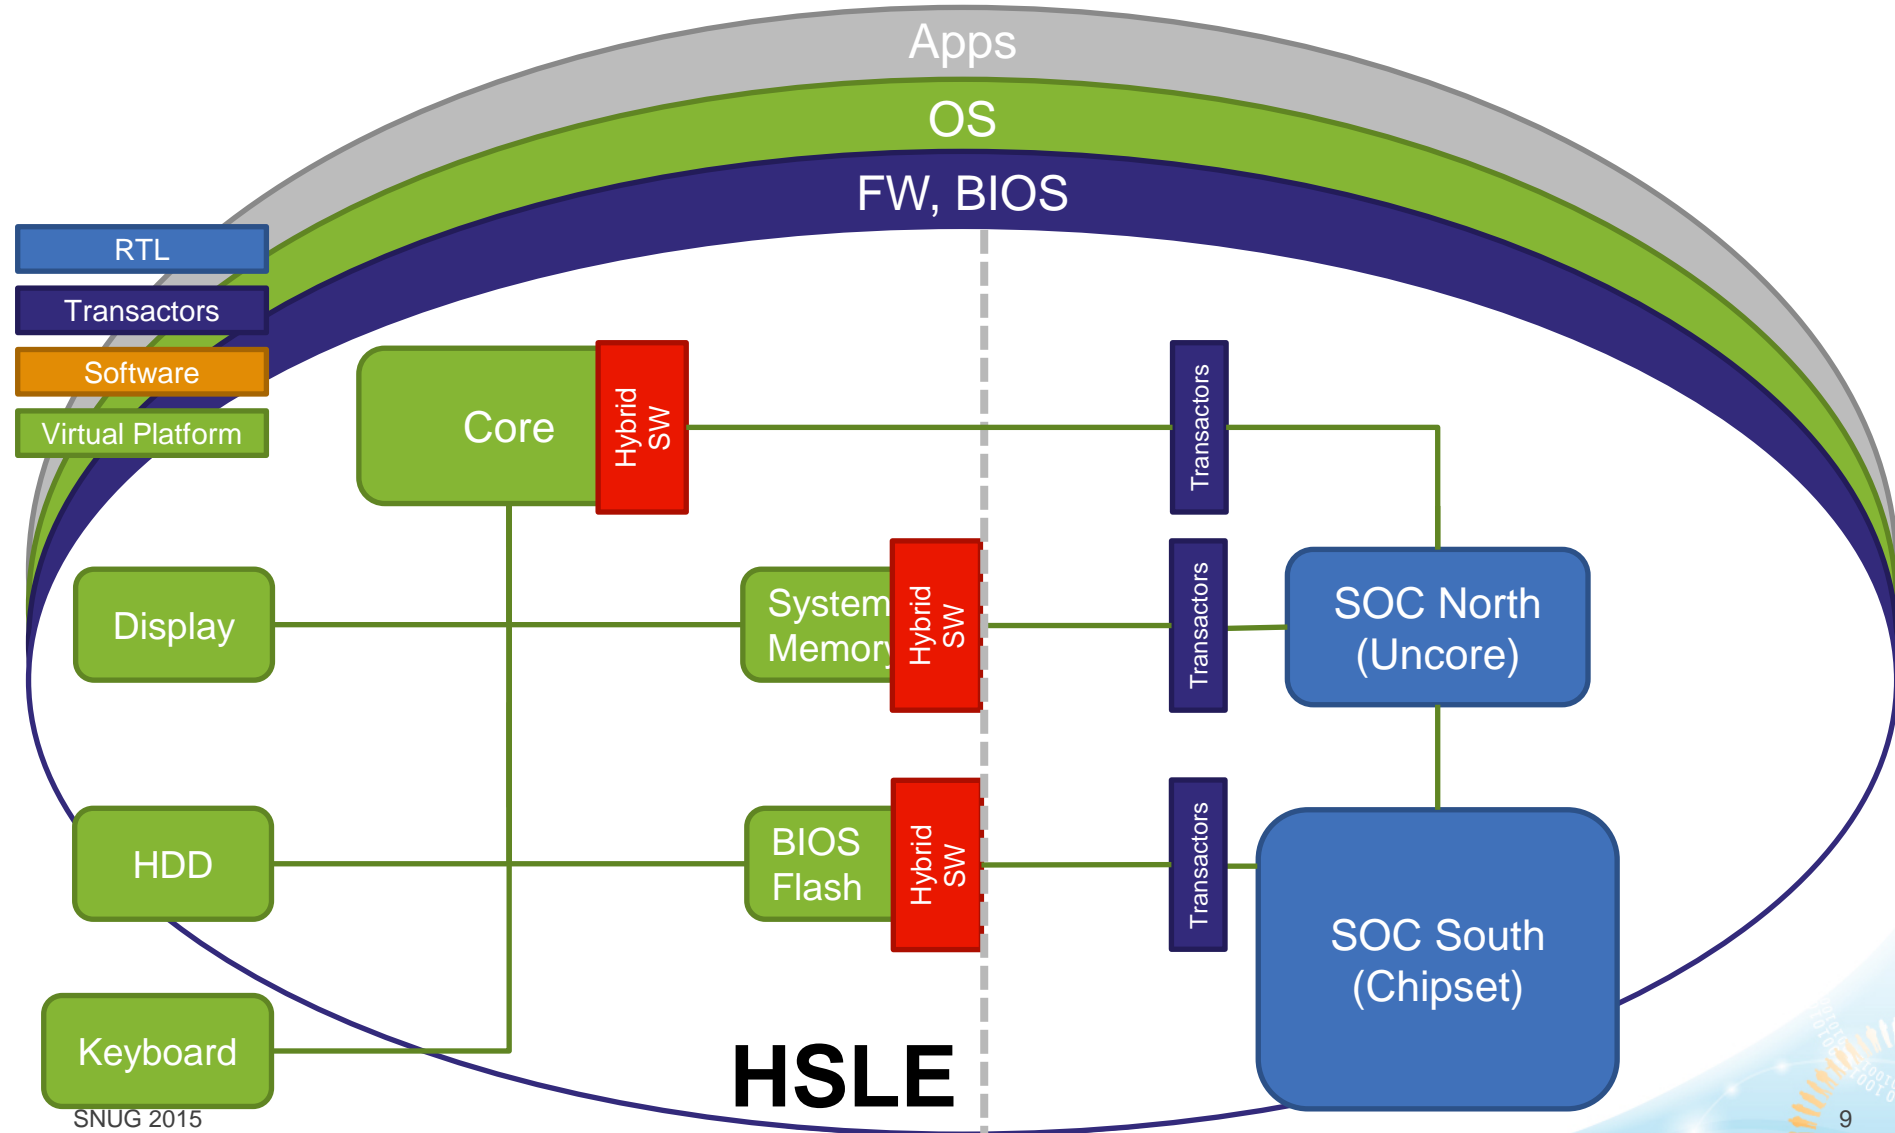 Apps
OS
FW, BIOS
RTL
Transactors
Software
Virtual Platform
Core
Hybrid
SW
Transactors
Display
System
Memory
Hybrid
SW
Transactors
SOC North
(Uncore)
HDD
BIOS
Flash
Hybrid
SW
Transactors
SOC South
(Chipset)
Keyboard
HSLE
SNUG 2015
9